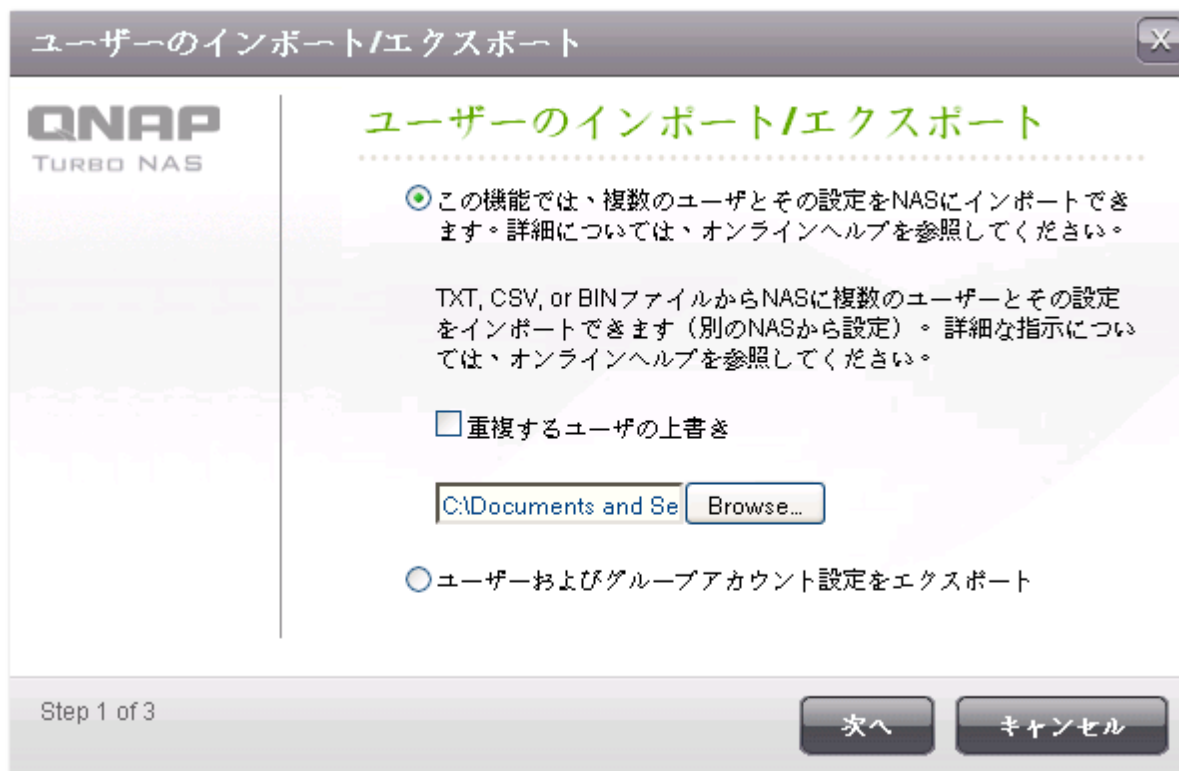 ユーザーのインポート/エクスポート
X
QNAP
TURBO NAS
ユーザーのインポート/エクスポート
この機能では、複数のユーザとその設定をNASにインポートでき
ます。詳細については、オンラインヘルプを参照してください。
TXT, CSV, or BINファイルからNASに複数のユーザーとその設定
をインポートできます（別のNASから設定）。 詳細な指示につい
ては、オンラインヘルプを参照してください。
重複するユーザの上書き
C:\Documents and Se
Browse...
ユーザーおよびグループアカウント設定をエクスポート
Step 1 of 3
次へ
キャンセル